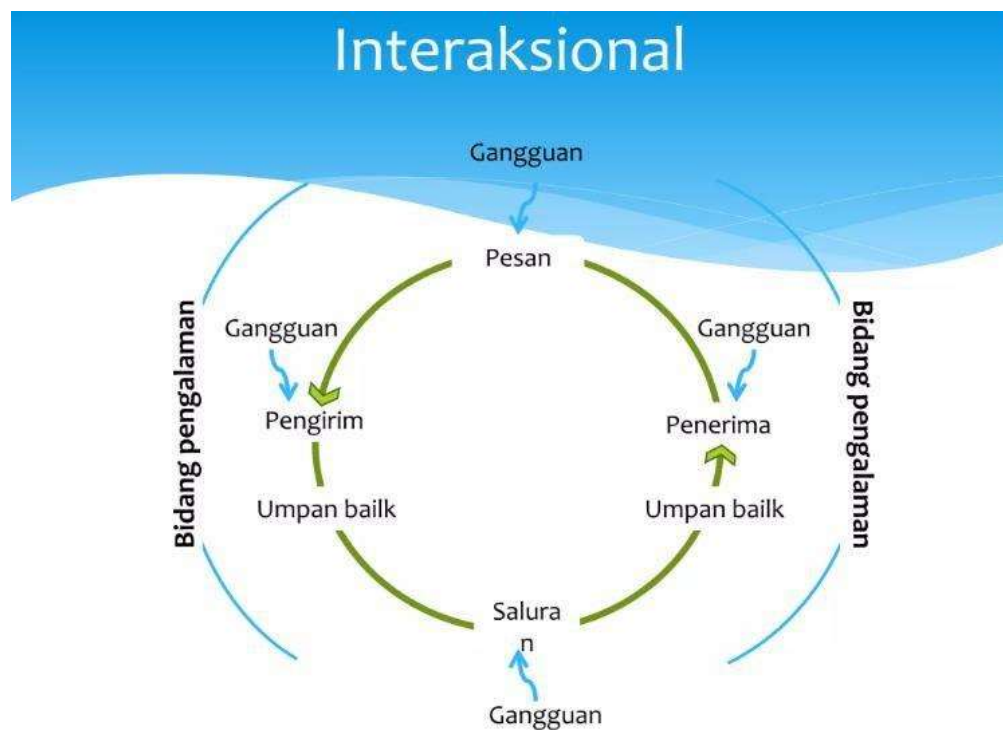 Interaksional
Gangguan
Pesan
Bidang pengalaman
Gangguan
Gangguan
Bidang pengalaman
Pengirim
Penerima
Umpan bailk
Umpan bailk
Salura
n
Gangguan